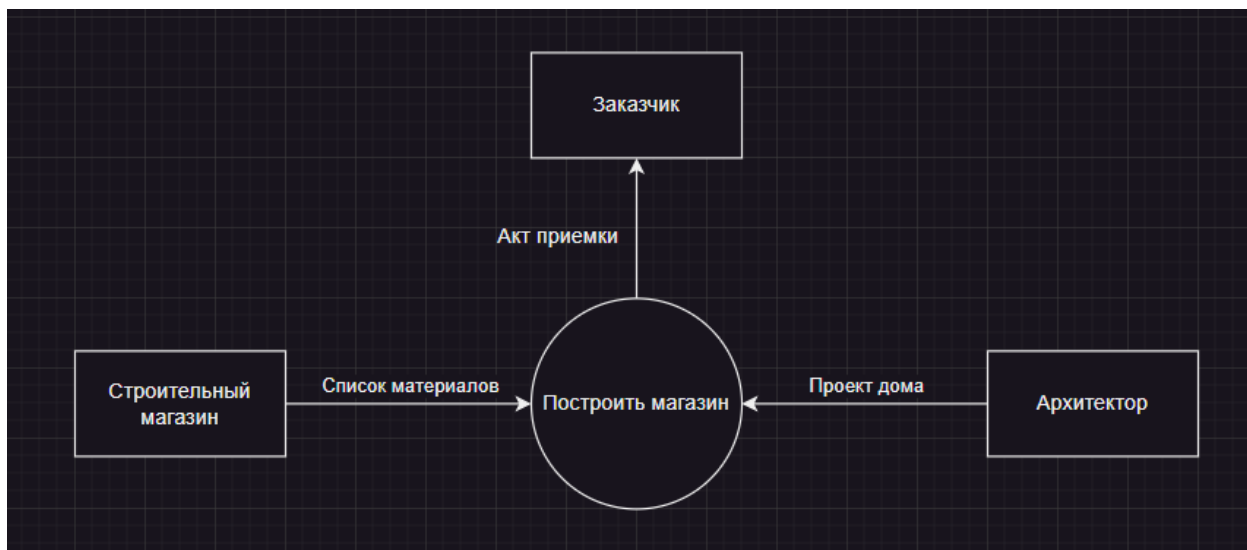 Заказчик
Акт приемки
Строительный
магазин
Список материалов
Построить магазин
Проект дома
Архитектор